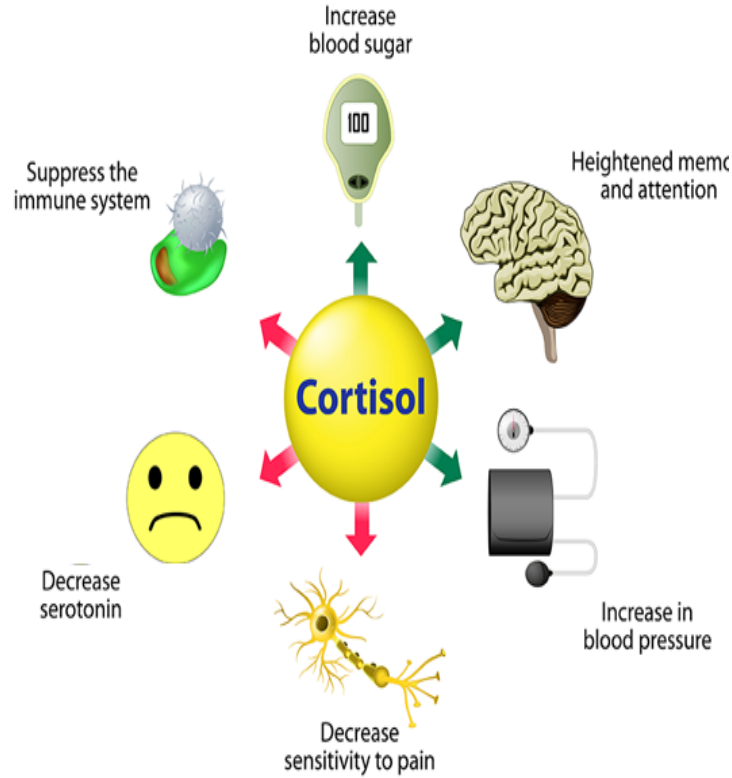 Increase
blood sugar
100
Suppress the
immune system
Heightened memo
and attention
Cortisol
Decrease
serotonin
Increase in
blood pressure
Decrease
sensitivity to pain